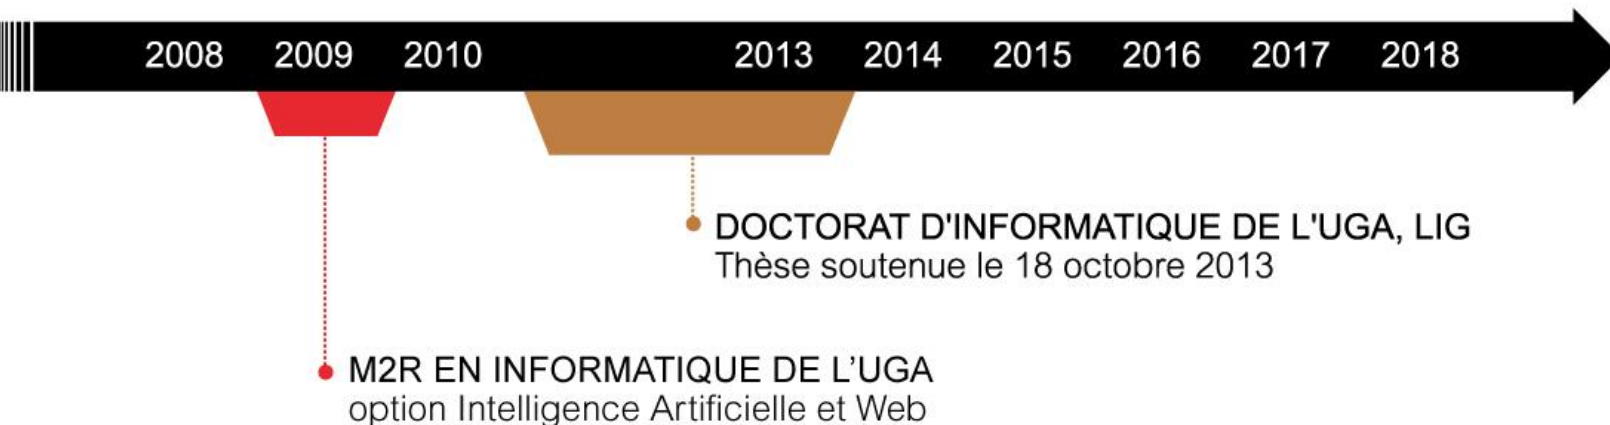 2008 2009 2010 2013 2014 2015 2016 2017 2018
DOCTORAT D'INFORMATIQUE DE L'UGA, LIG
Thèse soutenue le 18 octobre 2013
M2R EN INFORMATIQUE DE L’UGA
option Intelligence Artificielle et Web